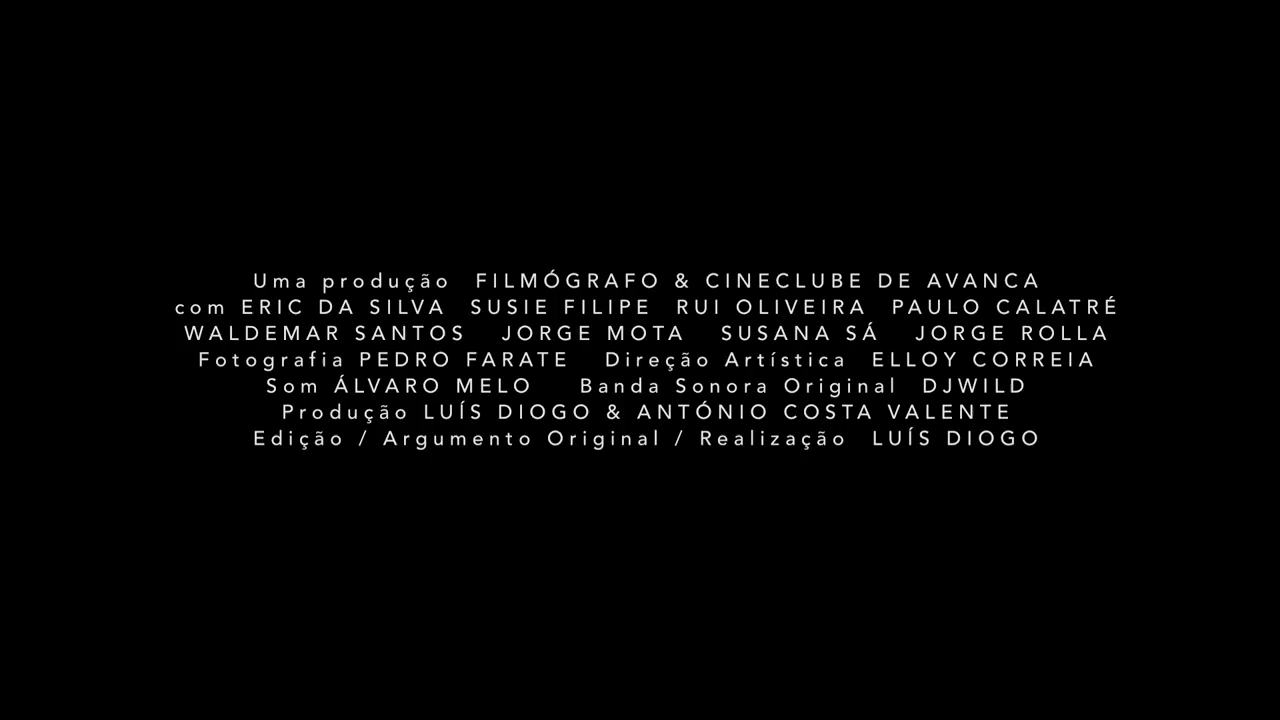 Uma produção FILMÓGRAFO & CINECLUBE DE AVANCA
com ERIC DA SILVA SUSIE FILIPE RUI OLIVEIRA PAULO CALATRÉ
WALDEMAR SANTOS JORGE MOTA SUSANA SÁ JORGE ROLLA
Fotografia PEDRO FARATE Direção Artística ELLOY CORREIA
Som ÁLVARO MELO Banda Sonora Original DJWILD
Produção LUÍS DIOGO & ANTÓNIO COSTA VALENTE
Edição / Argumento Original / Realização LUÍS DIOGO